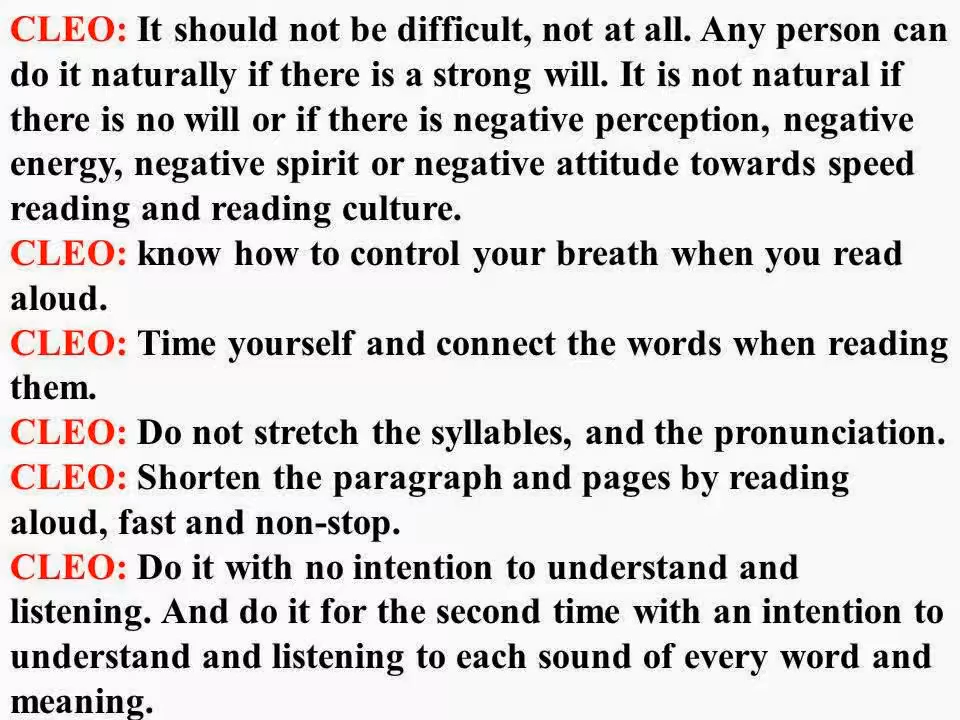 CLEO: It should not be difficult, not at all. Any person can
do it naturally if there is a strong will. It is not natural if
there is no will or if there is negative perception, negative
energy, negative spirit or negative attitude towards speed
reading and reading culture.
CLEO: know how to control your breath when you read
aloud.
CLEO: Time yourself and connect the words when reading
them.
CLEO: Do not stretch the syllables, and the pronunciation.
CLEO: Shorten the paragraph and pages by reading
aloud, fast and non-stop.
CLEO: Do it with no intention to understand and
listening. And do it for the second time with an intention to
understand and listening to each sound of every word and
meaning.